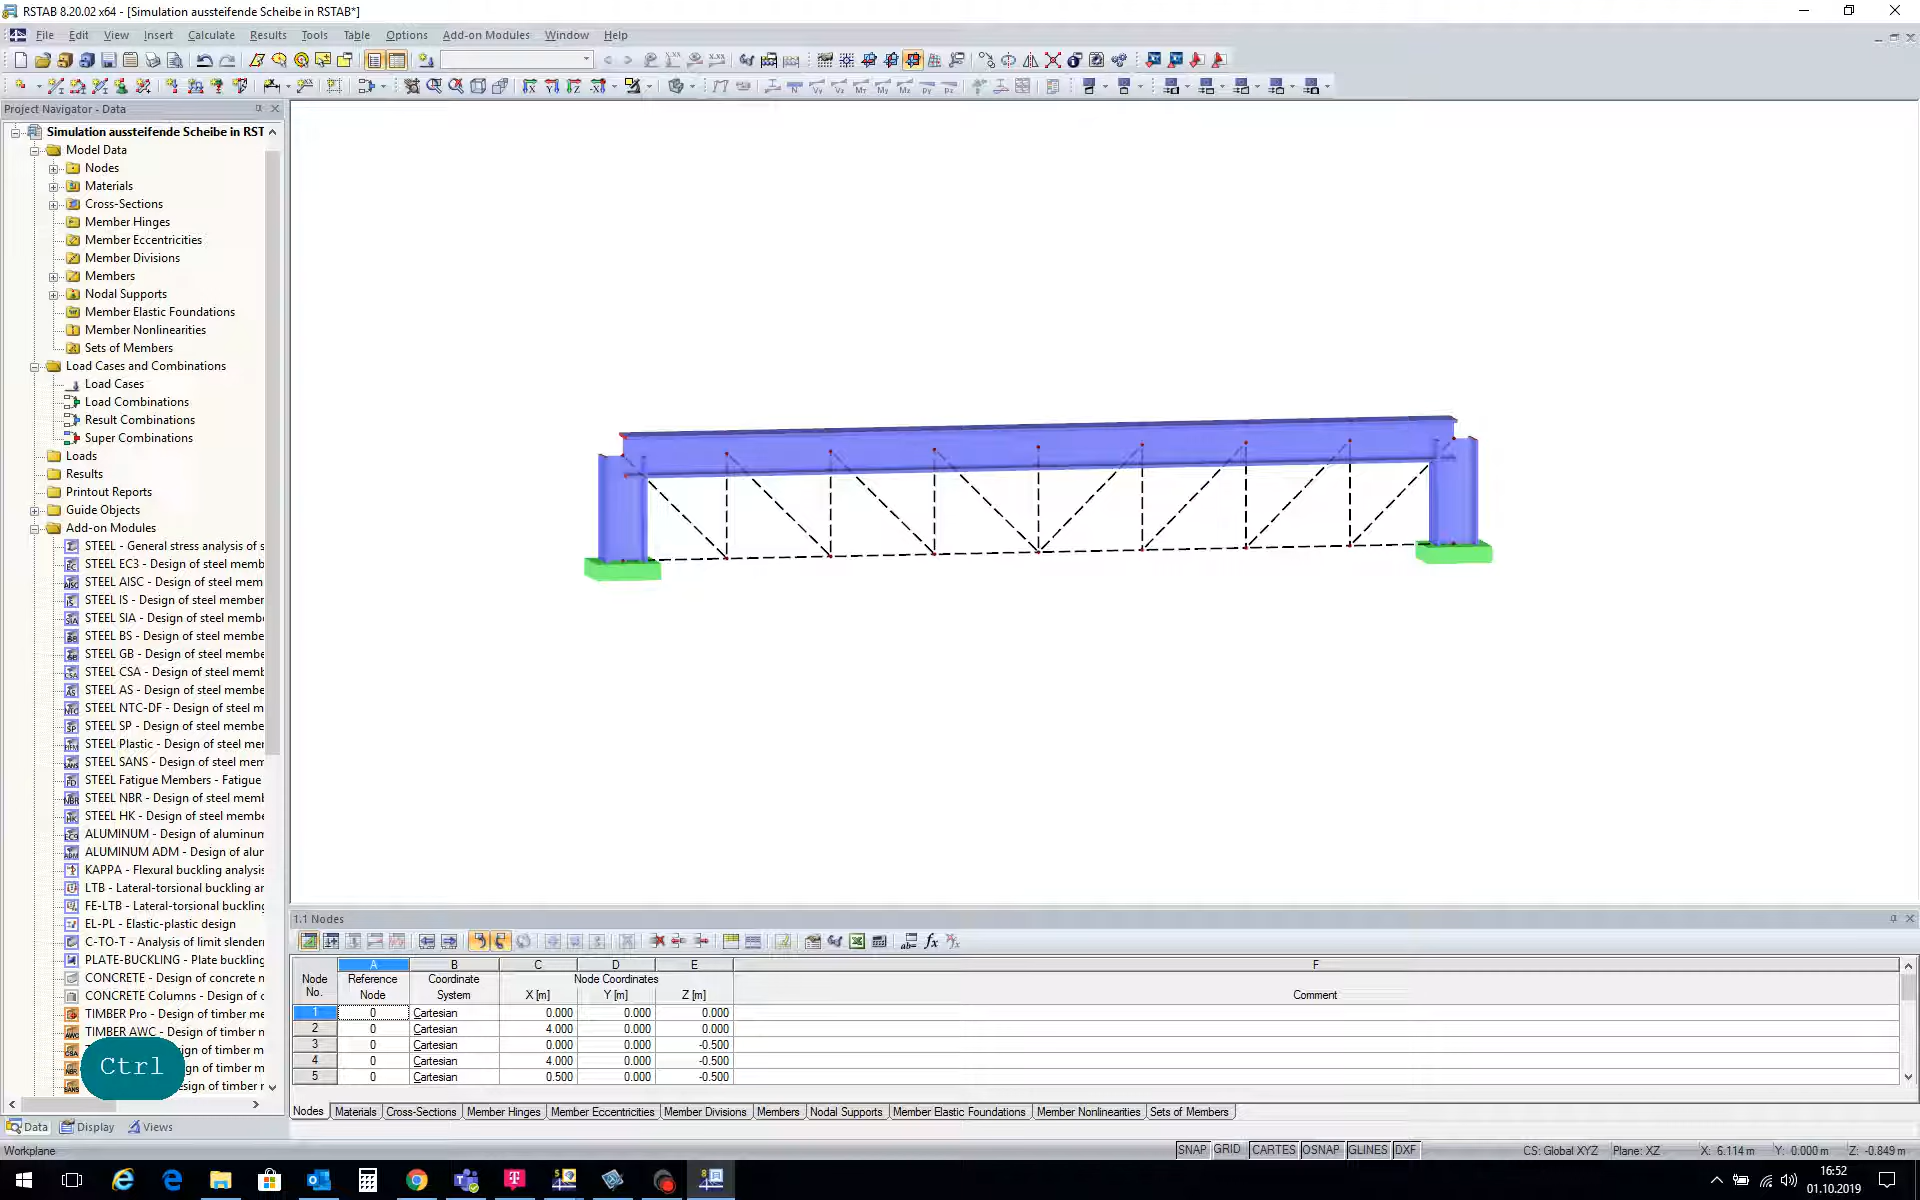 RSTAB 8.20.02 x64 - [Simulation aussteifende Scheibe in RSTAB*]
File Edit View Insert Calculate Results Tools Table Options Add-on Modules Window Help
Project Navigator - Data
Simulation aussteifende Scheibe in RST
Model Data
Nodes
Materials
Cross-Sections
Member Hinges
Member Eccentricities
Member Divisions
Members
Nodal Supports
Member Elastic Foundations
Member Nonlinearities
Sets of Members
Load Cases and Combinations
Load Cases
Load Combinations
Result Combinations
Super Combinations
Loads
Results
Printout Reports
Guide Objects
Add-on Modules
STEEL - General stress analysis of s
STEEL EC3 - Design of steel memb
STEEL AISC - Design of steel mem
STEEL IS - Design of steel member
STEEL SIA - Design of steel membe
STEEL BS - Design of steel membe
STEEL GB - Design of steel membe
STEEL CSA - Design of steel memb
STEEL AS - Design of steel membe
STEEL NTC-DF - Design of steel me
STEEL SP - Design of steel membe
STEEL Plastic - Design of steel mer
STEEL SANS - Design of steel mem
STEEL Fatigue Members - Fatigue
STEEL NBR - Design of steel memb
STEEL HK - Design of steel membe
ALUMINUM - Design of aluminum
ALUMINUM ADM - Design of alur
KAPPA - Flexural buckling analysis
LTB - Lateral-torsional buckling ar
FE-LTB - Lateral-torsional buckling
EL-PL - Elastic-plastic design
C-TO-T - Analysis of limit slenderr
PLATE-BUCKLING - Plate buckling
CONCRETE - Design of concrete n
CONCRETE Columns - Design of c
TIMBER Pro - Design of timber me
TIMBER AWC - Design of timber m
ign of timber m
ign of timber m
esign of timber r
Ctrl
Data Display Views
1.1 Nodes
A B C D E F
Node Reference Coordinate Node Coordinates
No. Node System X [m] Y [m] Z [m] Comment
1 0 Cartesian 0.000 0.000 0.000
2 0 Cartesian 4.000 0.000 0.000
3 0 Cartesian 0.000 0.000 -0.500
4 0 Cartesian 4.000 0.000 -0.500
5 0 Cartesian 0.500 0.000 -0.500
Nodes Materials Cross-Sections Member Hinges Member Eccentricities Member Divisions Members Nodal Supports Member Elastic Foundations Member Nonlinearities Sets of Members
Workplane SNAP GRID CARTES OSNAP GLINES DXF CS: Global XYZ Plane: XZ X: 6.114 m Y: 0.000 m Z: -0.849 m
16:52
01.10.2019